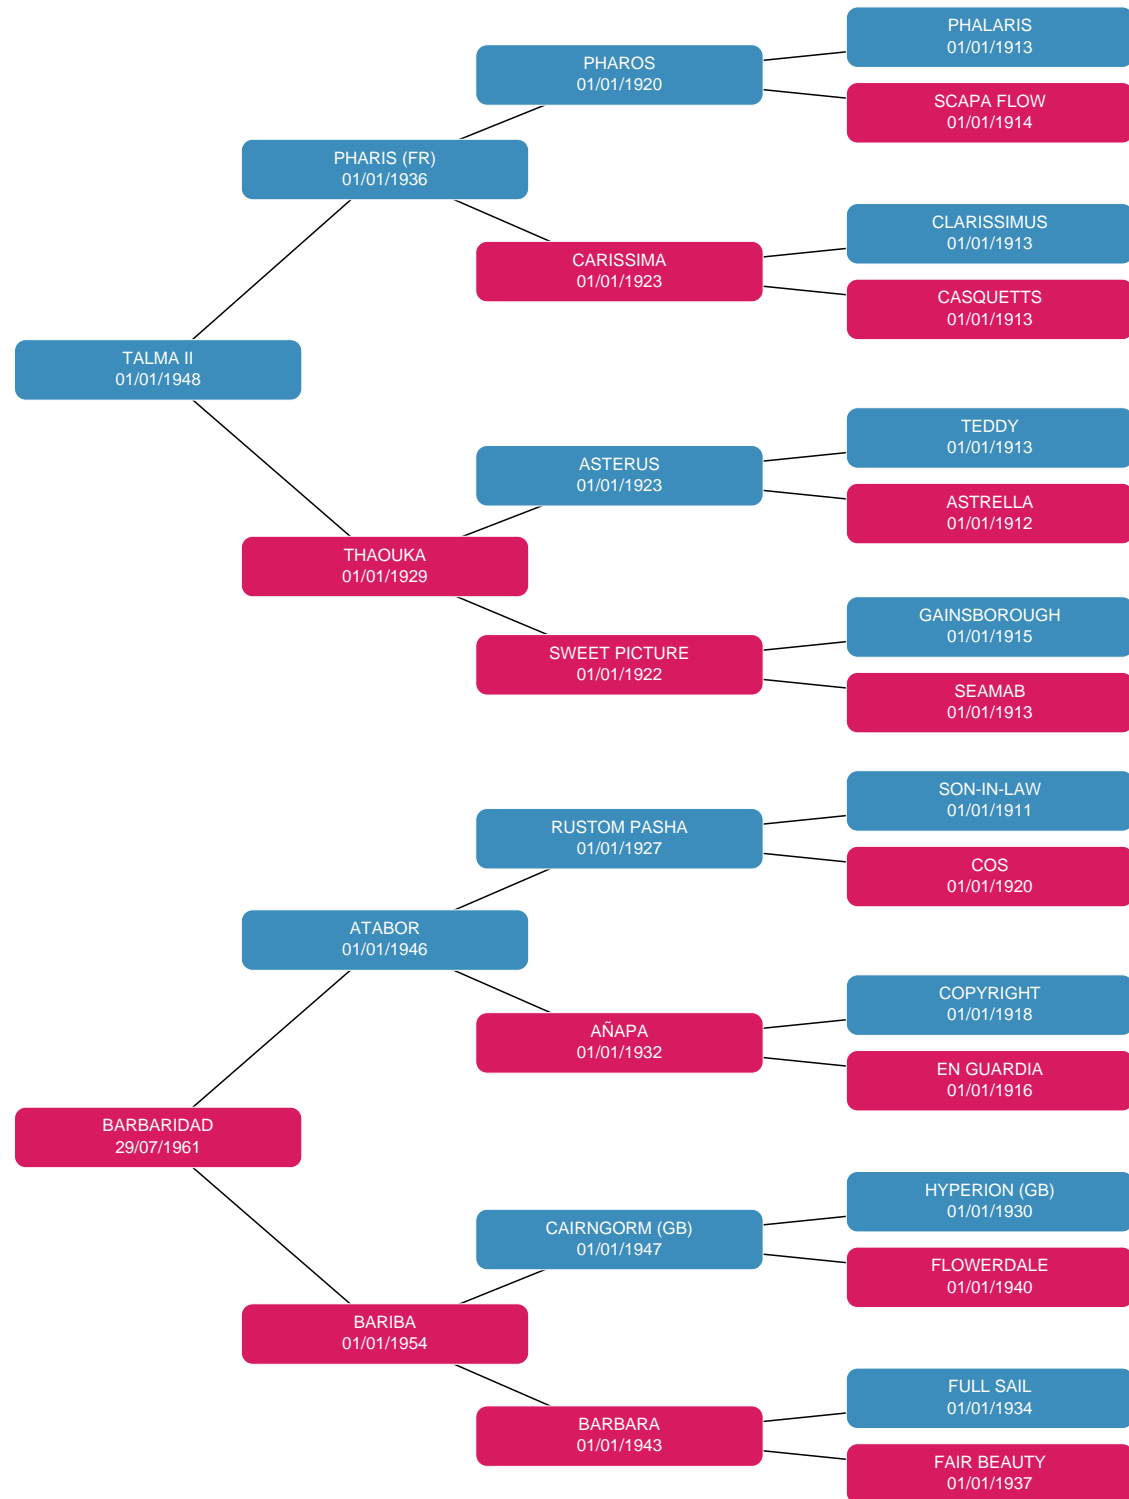 PHALARIS
01/01/1913
PHAROS
01/01/1920
SCAPA FLOW
01/01/1914
PHARIS (FR)
01/01/1936
CLARISSIMUS
01/01/1913
CARISSIMA
01/01/1923
CASQUETTS
01/01/1913
TALMA II
01/01/1948
TEDDY
01/01/1913
ASTERUS
01/01/1923
ASTRELLA
01/01/1912
THAOUKA
01/01/1929
GAINSBOROUGH
01/01/1915
SWEET PICTURE
01/01/1922
SEAMAB
01/01/1913
SON-IN-LAW
01/01/1911
RUSTOM PASHA
01/01/1927
COS
01/01/1920
ATABOR
01/01/1946
COPYRIGHT
01/01/1918
AÑAPA
01/01/1932
EN GUARDIA
01/01/1916
BARBARIDAD
29/07/1961
HYPERION (GB)
01/01/1930
CAIRNGORM (GB)
01/01/1947
FLOWERDALE
01/01/1940
BARIBA
01/01/1954
FULL SAIL
01/01/1934
BARBARA
01/01/1943
FAIR BEAUTY
01/01/1937